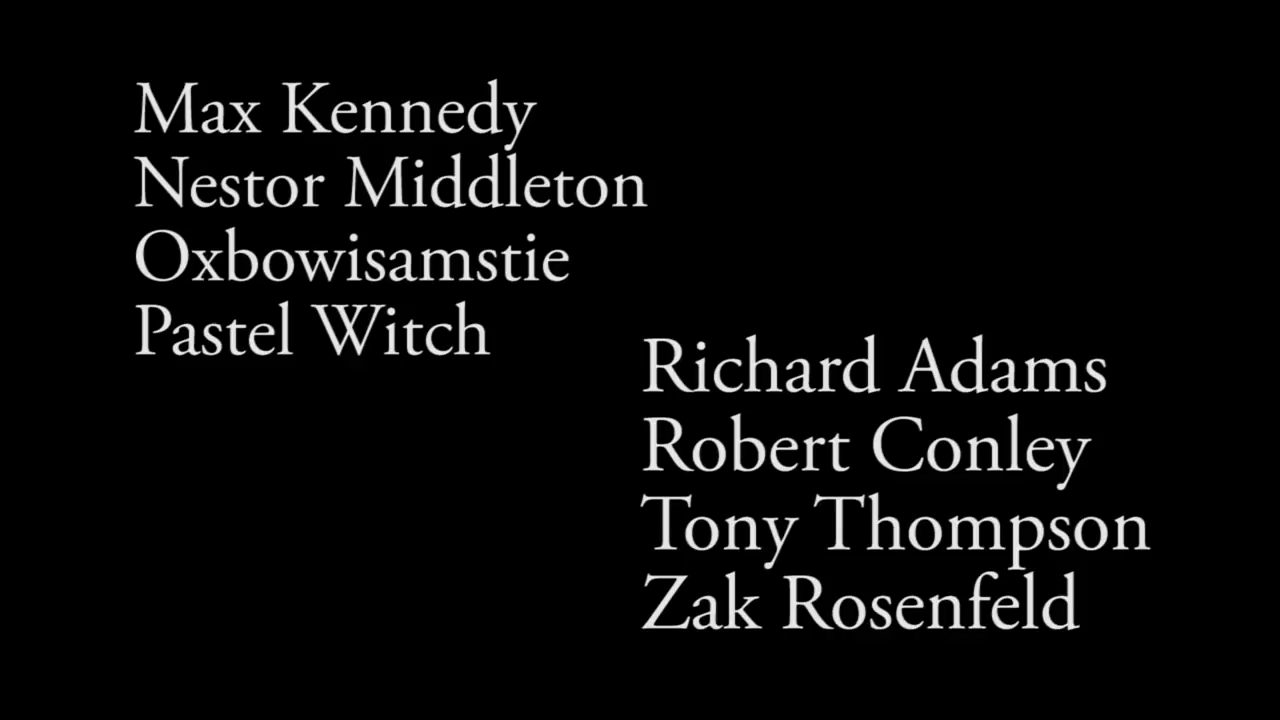 Max Kennedy
Nestor Middleton
Oxbowisamstie
Pastel Witch
Richard Adams
Robert Conley
Tony Thompson
Zak Rosenfeld